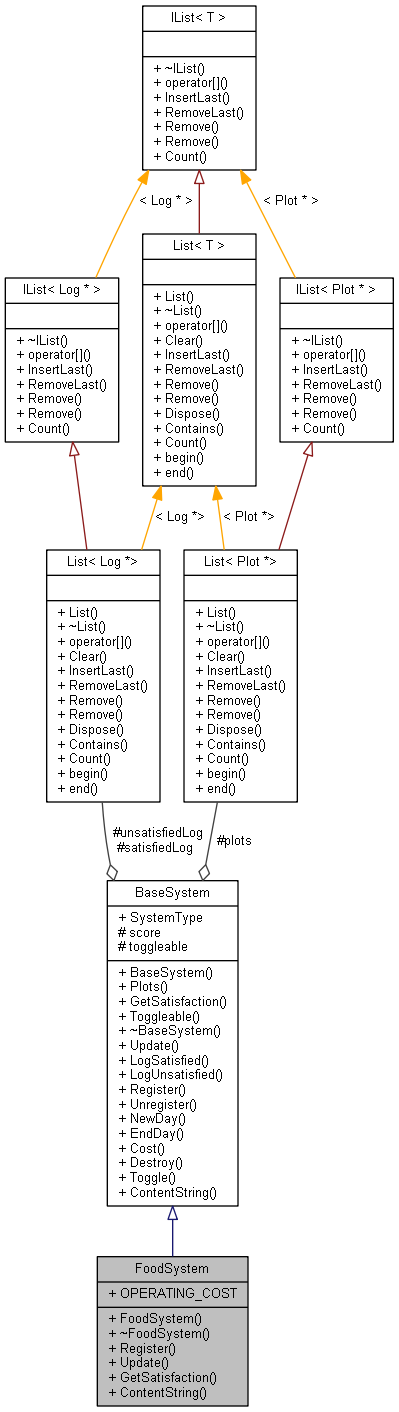 IList< T >
+ ~IList()
+ operator[]()
+ InsertLast()
+ RemoveLast()
+ Remove()
+ Remove()
+ Count()
< Log * >
< Plot * >
List< T >
+ List()
+ ~List()
+ operator[]()
+ Clear()
+ InsertLast()
+ RemoveLast()
+ Remove()
+ Remove()
+ Dispose()
+ Contains()
+ Count()
+ begin()
+ end()
IList< Log * >
+ ~IList()
+ operator[]()
+ InsertLast()
+ RemoveLast()
+ Remove()
+ Remove()
+ Count()
IList< Plot * >
+ ~IList()
+ operator[]()
+ InsertLast()
+ RemoveLast()
+ Remove()
+ Remove()
+ Count()
< Log *>
< Plot *>
List< Log *>
+ List()
+ ~List()
+ operator[]()
+ Clear()
+ InsertLast()
+ RemoveLast()
+ Remove()
+ Remove()
+ Dispose()
+ Contains()
+ Count()
+ begin()
+ end()
List< Plot *>
+ List()
+ ~List()
+ operator[]()
+ Clear()
+ InsertLast()
+ RemoveLast()
+ Remove()
+ Remove()
+ Dispose()
+ Contains()
+ Count()
+ begin()
+ end()
#unsatisfiedLog
#satisfiedLog
#plots
BaseSystem
+ SystemType
# score
# toggleable
+ BaseSystem()
+ Plots()
+ GetSatisfaction()
+ Toggleable()
+ ~BaseSystem()
+ Update()
+ LogSatisfied()
+ LogUnsatisfied()
+ Register()
+ Unregister()
+ NewDay()
+ EndDay()
+ Cost()
+ Destroy()
+ Toggle()
+ ContentString()
FoodSystem
+ OPERATING_COST
+ FoodSystem()
+ ~FoodSystem()
+ Register()
+ Update()
+ GetSatisfaction()
+ ContentString()